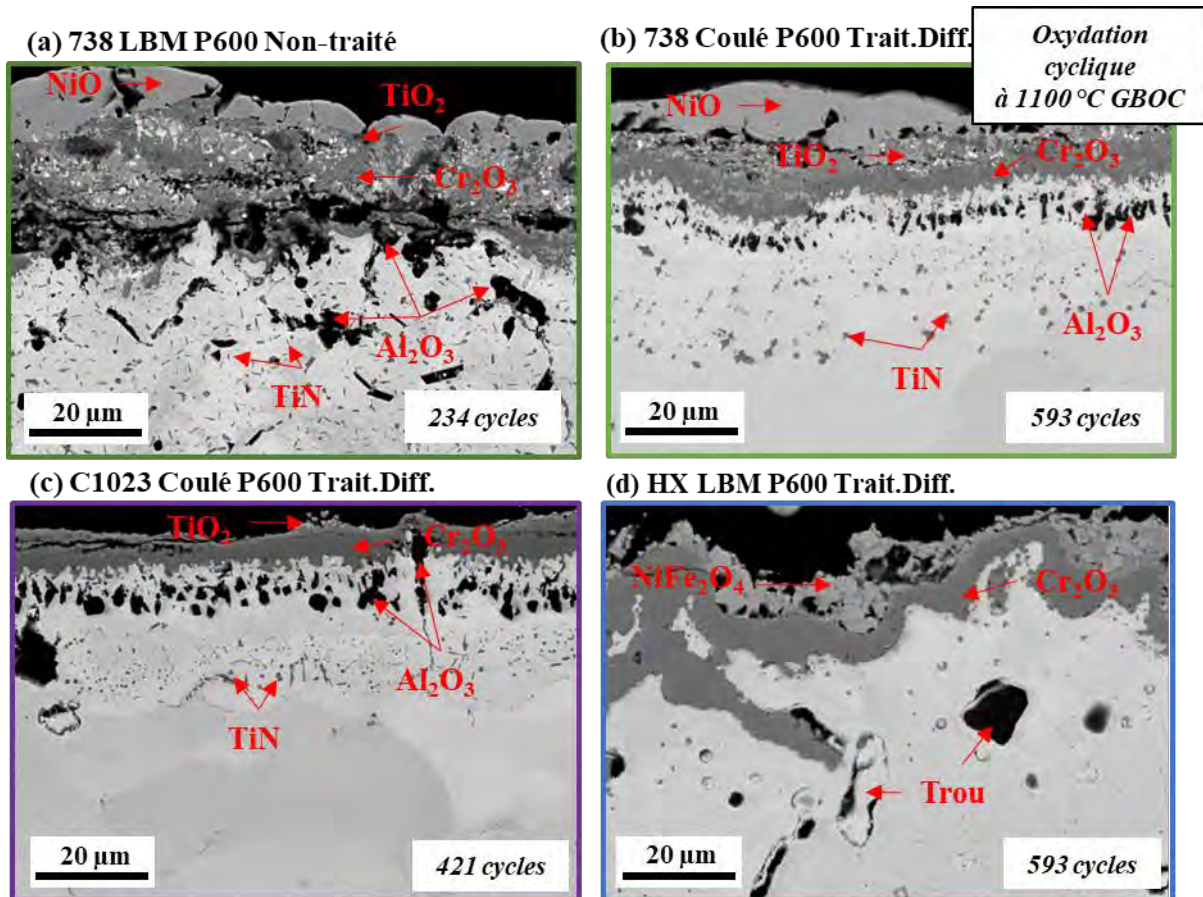 (a) 738 LBM P600 Non-traité
NiO
TiO₂
Cr₂O₃
Al₂O₃
TiN
20 µm
234 cycles
(b) 738 Coulé P600 Trait.Diff.
Oxydation
cyclique
à 1100 °C GBOC
NiO
TiO₂
Cr₂O₃
Al₂O₃
TiN
20 µm
593 cycles
(c) C1023 Coulé P600 Trait.Diff.
TiO₂
Cr₂O₃
Al₂O₃
TiN
20 µm
421 cycles
(d) HX LBM P600 Trait.Diff.
NiFe₂O₄
Cr₂O₃
Trou
20 µm
593 cycles